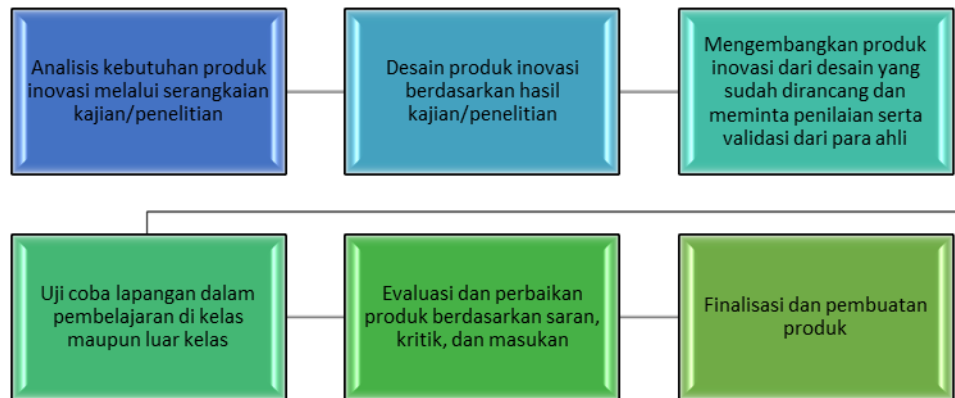 Analisis kebutuhan produk
inovasi melalui serangkaian
kajian/penelitian
Desain produk inovasi
berdasarkan hasil
kajian/penelitian
Mengembangkan produk
inovasi dari desain yang
sudah dirancang dan
meminta penilaian serta
validasi dari para ahli
Uji coba lapangan dalam
pembelajaran di kelas
maupun luar kelas
Evaluasi dan perbaikan
produk berdasarkan saran,
kritik, dan masukan
Finalisasi dan pembuatan
produk